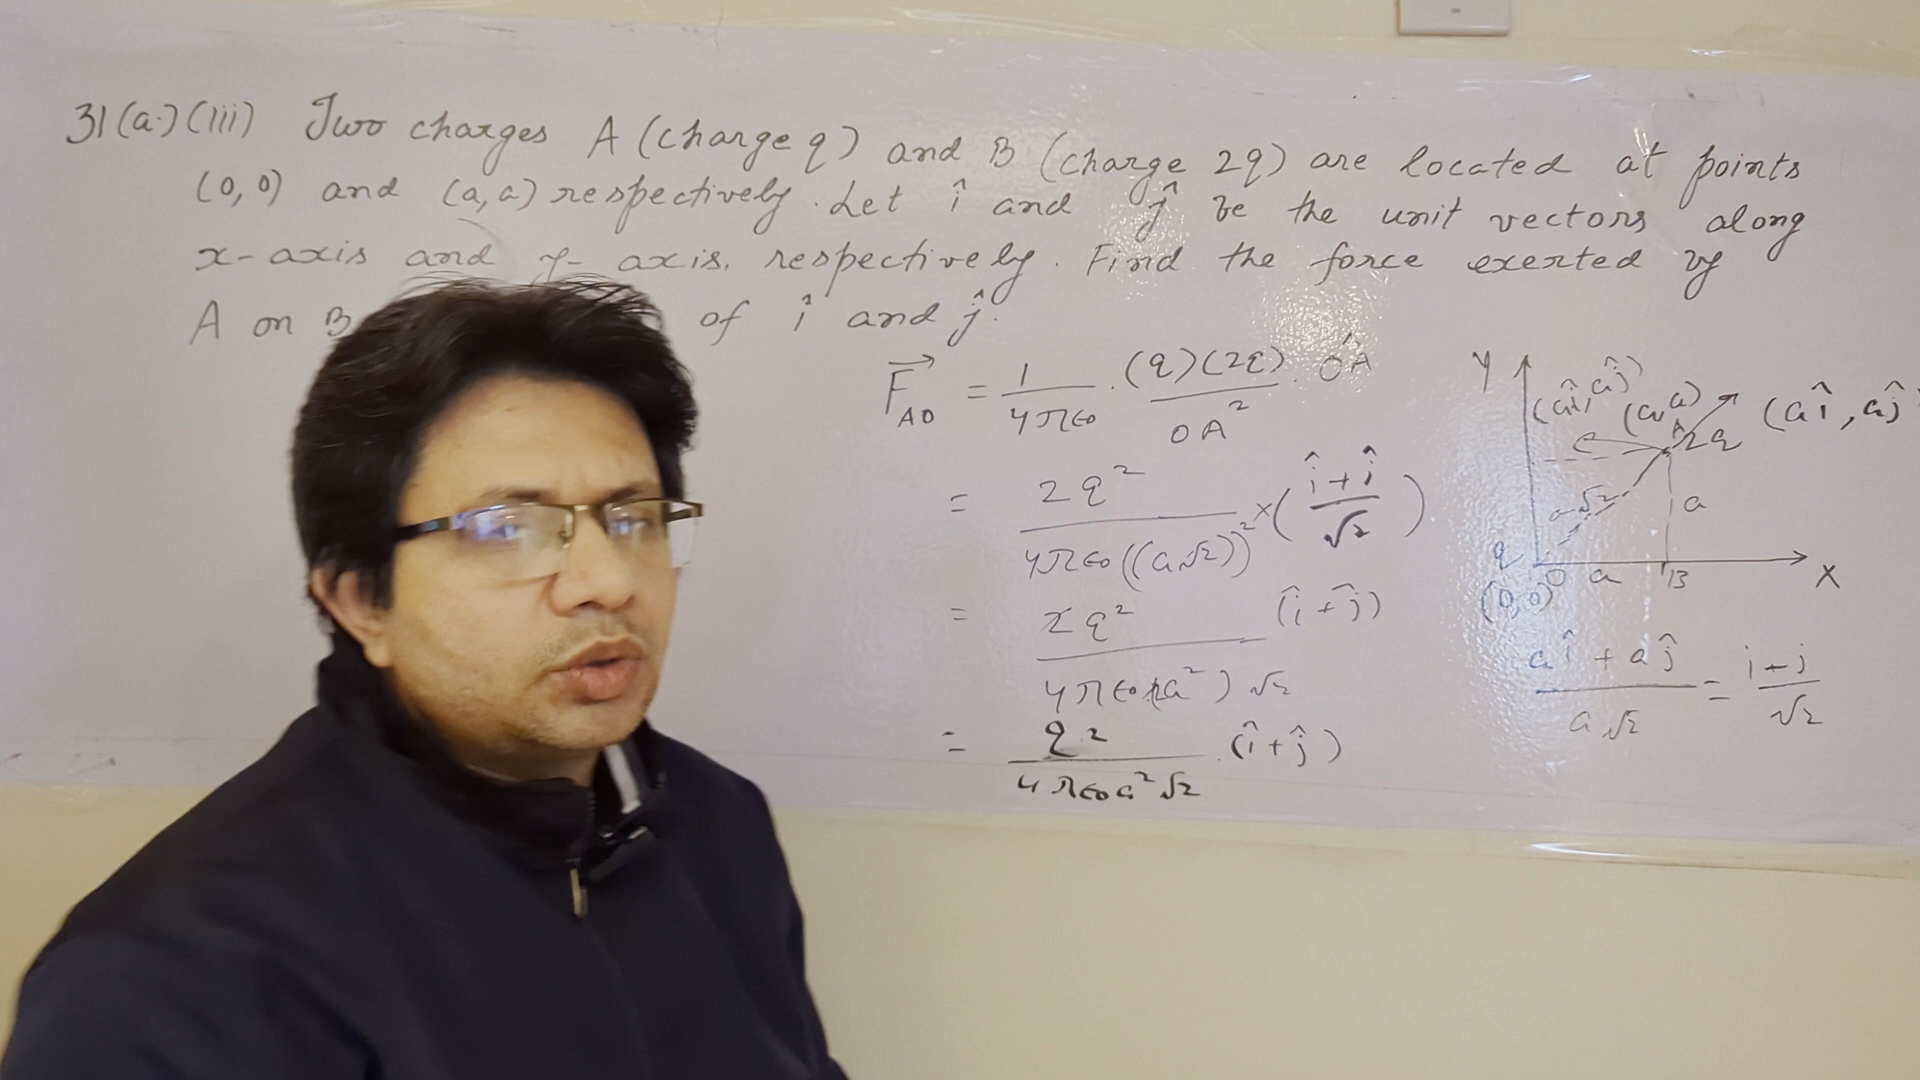 31(a.)(iii) Two charges A (charge q) and B (charge 2q) are located at points
(0,0) and (a,a) respectively. Let î and ĵ be the unit vectors along
x-axis and y-axis, respectively. Find the force exerted by
A on B of î and ĵ.
F⃗_AO = 1/4πε₀ · (q)(2q)/OA² · OÂ
= 2q²/4πε₀((a√2))² × (î+ĵ/√2)
= 2q²/4πε₀(2a²)√2 (î+ĵ)
= q²/4πε₀a²√2 · (î+ĵ)
Y
(aî, aĵ)
(a,a)
(aî, aĵ)
A
2q
a√2
a
q
O
a
B
X
(0,0)
aî + aĵ/a√2 = i+j/√2